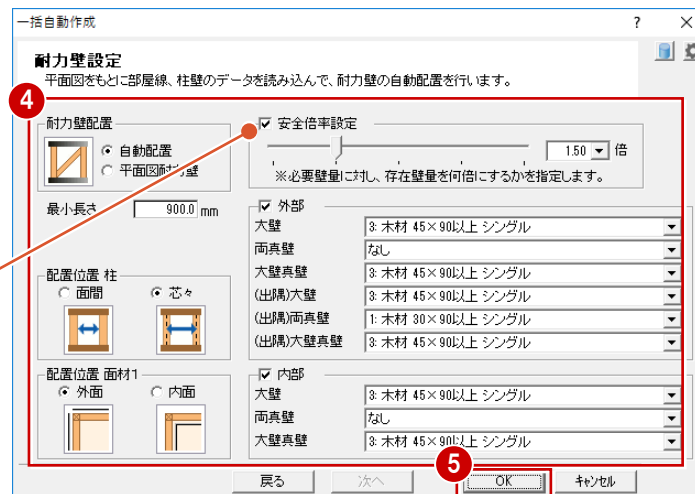 一括自動作成
? ×
耐力壁設定
平面図をもとに部屋線、柱壁のデータを読み込んで、耐力壁の自動配置を行います。
4
耐力壁配置
自動配置
平面図耐力壁
最小長さ 900.0 mm
安全倍率設定
1.50 倍
※必要壁量に対し、存在壁量を何倍にするかを指定します。
外部
大壁 3: 木材 45×90以上 シングル
両真壁 なし
大壁真壁 3: 木材 45×90以上 シングル
(出隅)大壁 3: 木材 45×90以上 シングル
(出隅)両真壁 1: 木材 30×90以上 シングル
(出隅)大壁真壁 3: 木材 45×90以上 シングル
配置位置 柱
面間 芯々
配置位置 面材1
外面 内面
内部
大壁 3: 木材 45×90以上 シングル
両真壁 なし
大壁真壁 3: 木材 45×90以上 シングル
5
戻る 次へ OK キャンセル